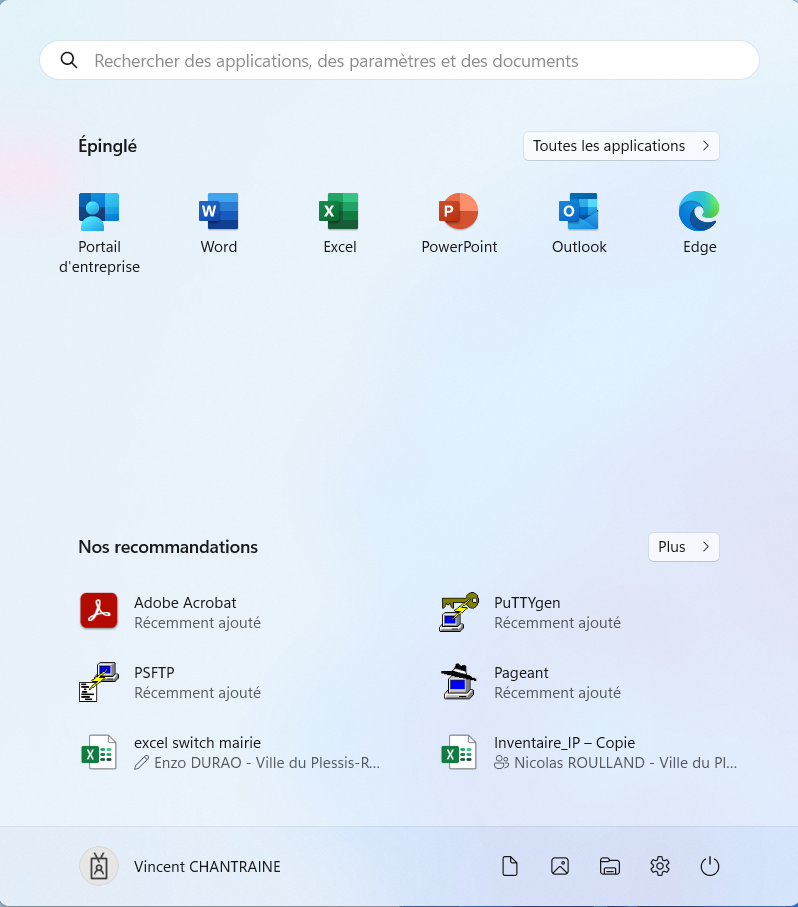 Rechercher des applications, des paramètres et des documents
Épinglé
Toutes les applications
Portail d'entreprise
Word
Excel
PowerPoint
Outlook
Edge
Nos recommandations
Plus
Adobe Acrobat
Récemment ajouté
PuTTYgen
Récemment ajouté
PSFTP
Récemment ajouté
Pageant
Récemment ajouté
excel switch mairie
Enzo DURAO - Ville du Plessis-R...
Inventaire_IP – Copie
Nicolas ROULLAND - Ville du Pl...
Vincent CHANTRAINE